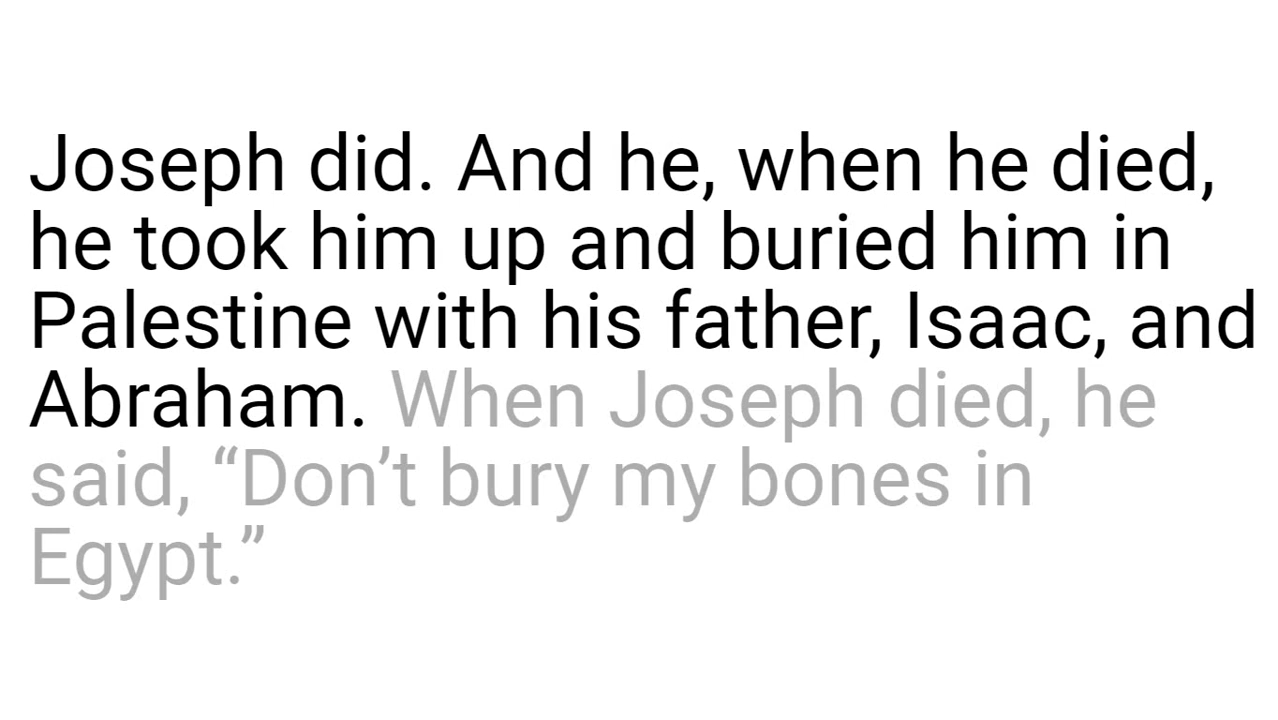 Joseph did. And he, when he died,
he took him up and buried him in
Palestine with his father, Isaac, and
Abraham. When Joseph died, he
said, “Don’t bury my bones in
Egypt.”